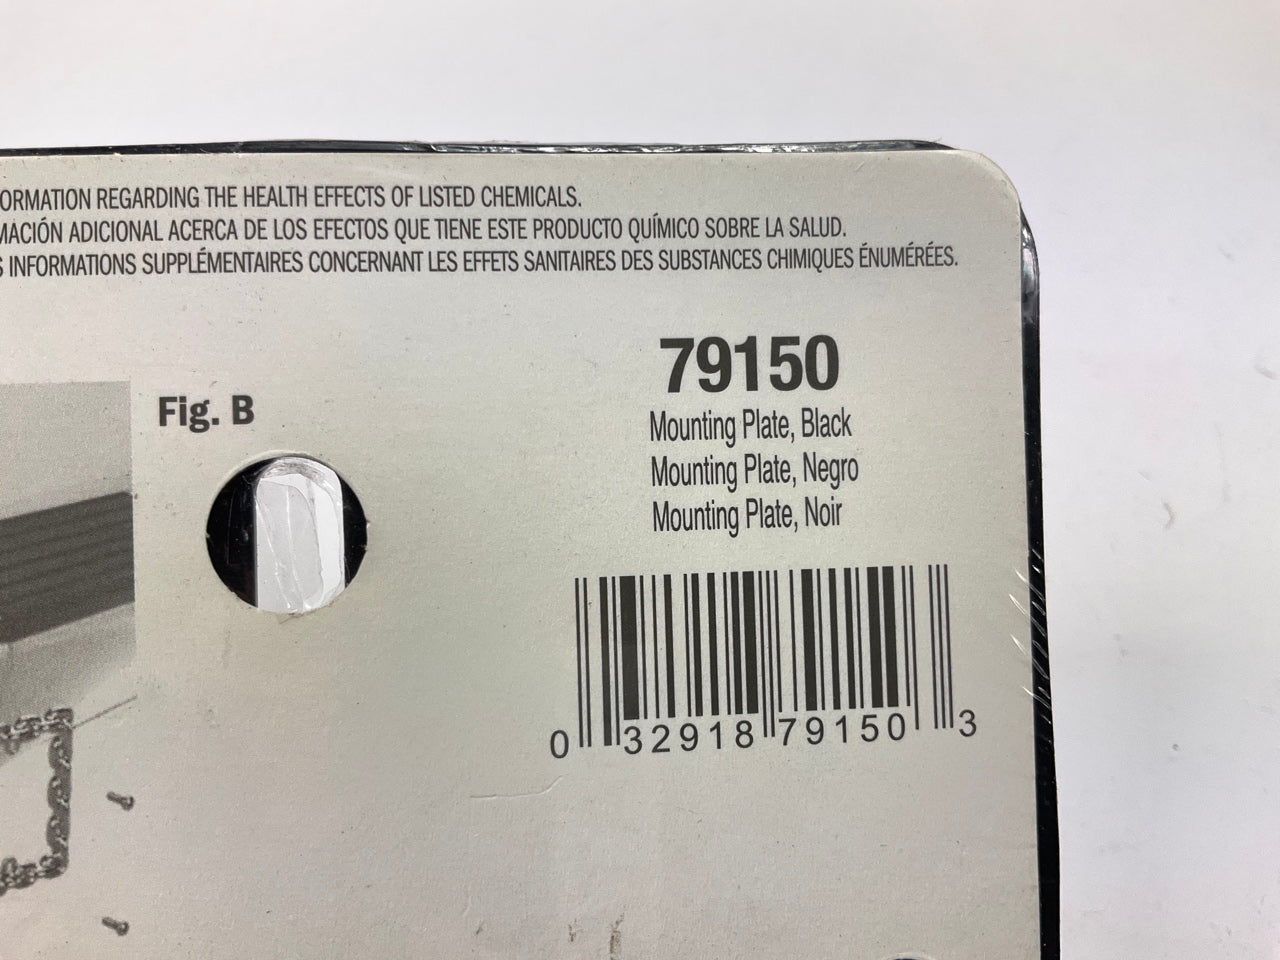 ORMATION REGARDING THE HEALTH EFFECTS OF LISTED CHEMICALS.
MACIÓN ADICIONAL ACERCA DE LOS EFECTOS QUE TIENE ESTE PRODUCTO QUÍMICO SOBRE LA SALUD.
S INFORMATIONS SUPPLÉMENTAIRES CONCERNANT LES EFFETS SANITAIRES DES SUBSTANCES CHIMIQUES ÉNUMÉRÉES.
79150
Fig. B
Mounting Plate, Black
Mounting Plate, Negro
Mounting Plate, Noir
0 32918 79150 3